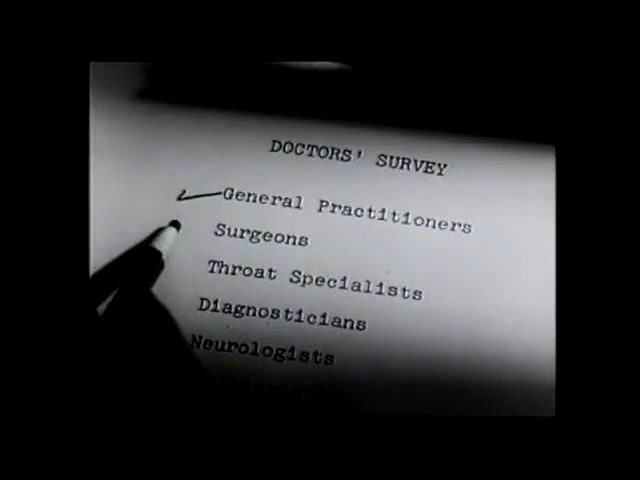 DOCTORS' SURVEY
General Practitioners
Surgeons
Throat Specialists
Diagnosticians
Neurologists